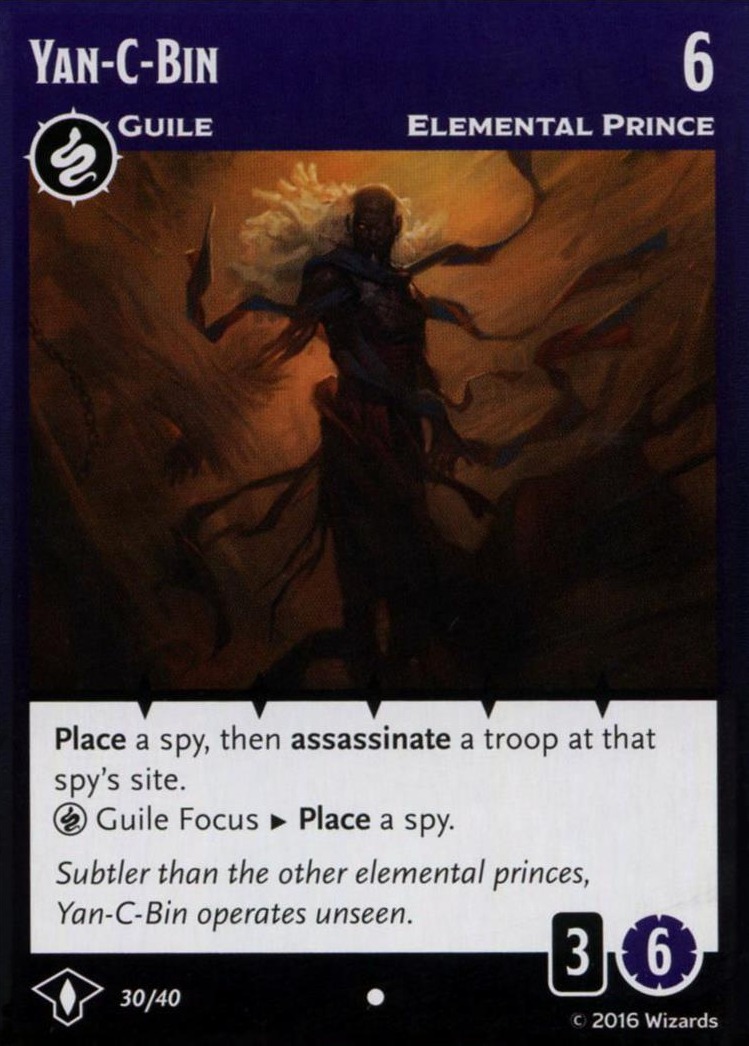 Yan-C-Bin 6
Guile Elemental Prince
Place a spy, then assassinate a troop at that
spy's site.
Guile Focus ▸ Place a spy.
Subtler than the other elemental princes,
Yan-C-Bin operates unseen.
3 6
30/40
© 2016 Wizards